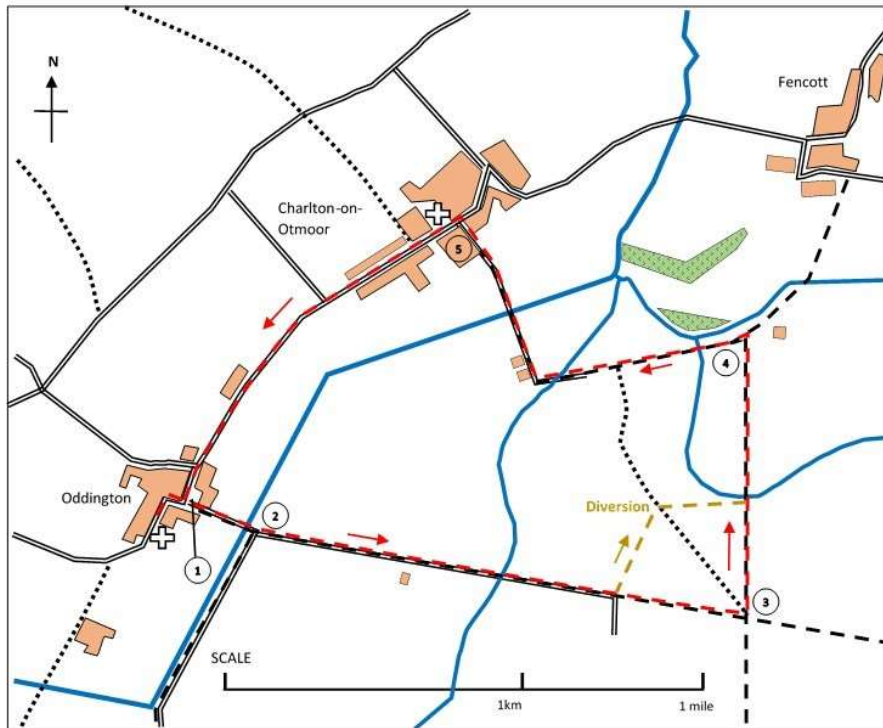 N
Fencott
Charlton-on-
Otmoor
5
4
Oddington
2
Diversion
1
3
SCALE
1km
1 mile